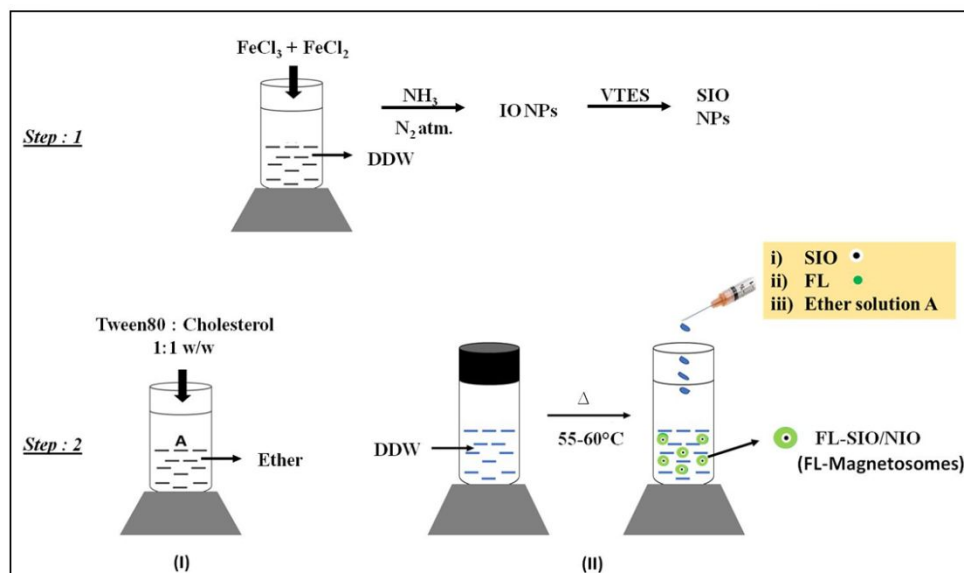 FeCl₃ + FeCl₂
Step : 1
NH₃
N₂ atm.
IO NPs
VTES
SIO
NPs
DDW
i) SIO
ii) FL
iii) Ether solution A
Tween80 : Cholesterol
1:1 w/w
Step : 2
A
Ether
DDW
Δ
55-60°C
FL-SIO/NIO
(FL-Magnetosomes)
(I)
(II)